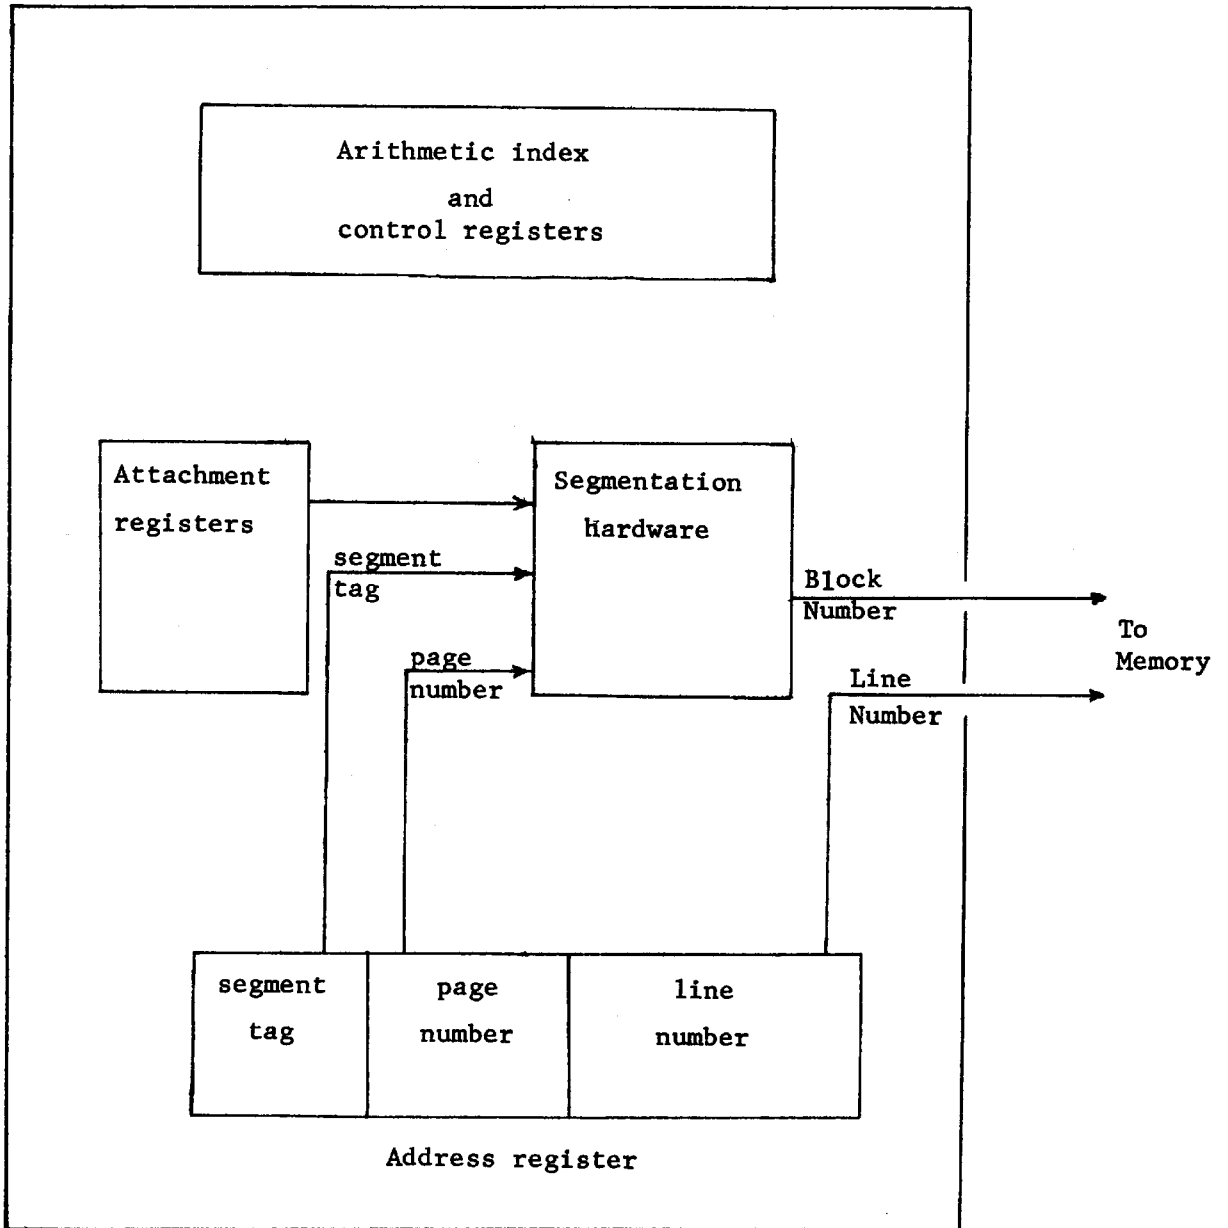 Arithmetic index
and
control registers
Attachment
registers
Segmentation
Hardware
segment
tag
page
number
Block
Number
To
Memory
Line
Number
segment
tag
page
number
line
number
Address register